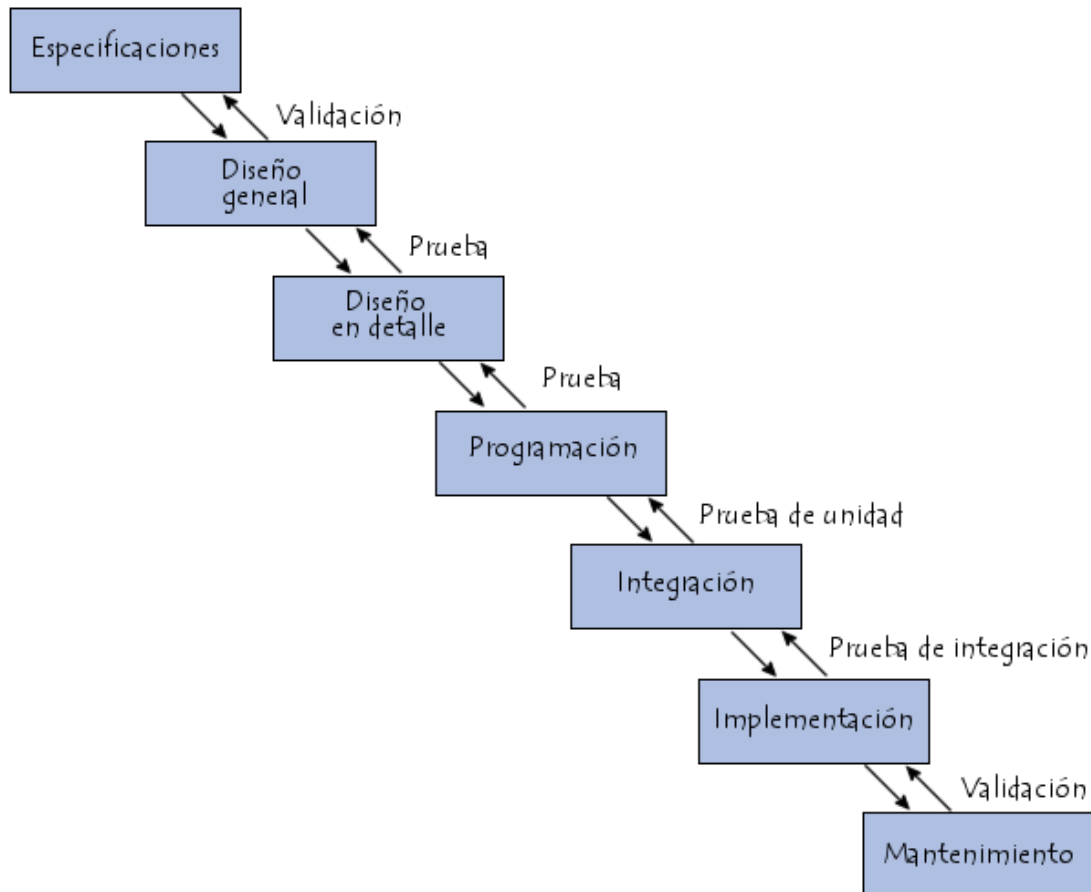 Especificaciones
Validación
Diseño
general
Prueba
Diseño
en detalle
Prueba
Programación
Prueba de unidad
Integración
Prueba de integración
Implementación
Validación
Mantenimiento